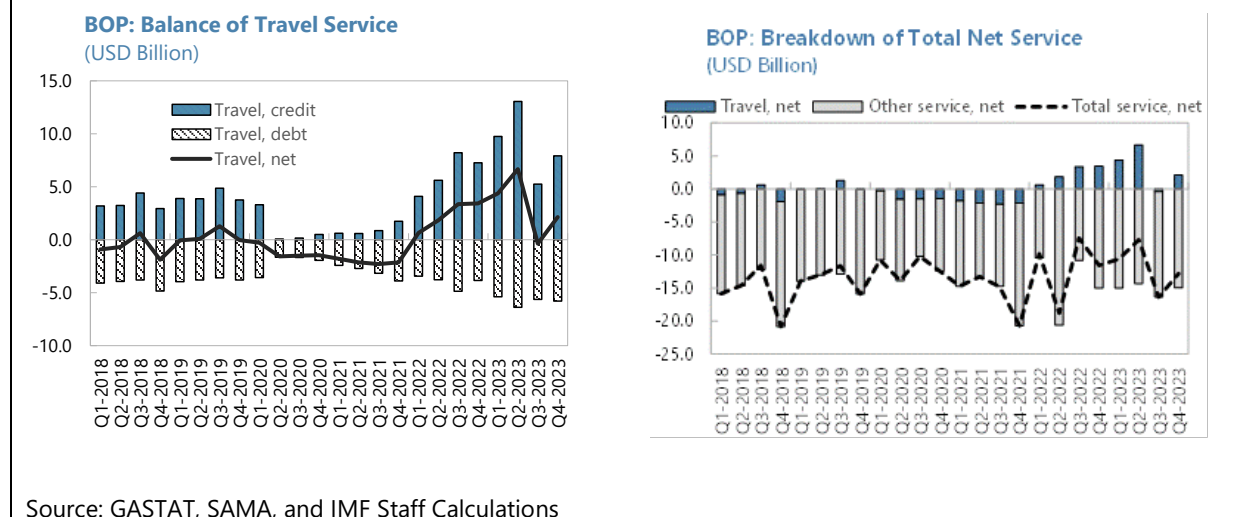 BOP: Balance of Travel Service
(USD Billion)
15.0
10.0
5.0
0.0
-5.0
-10.0
Travel, credit
Travel, debt
Travel, net
Q1-2018
Q2-2018
Q3-2018
Q4-2018
Q1-2019
Q2-2019
Q3-2019
Q4-2019
Q1-2020
Q2-2020
Q3-2020
Q4-2020
Q1-2021
Q2-2021
Q3-2021
Q4-2021
Q1-2022
Q2-2022
Q3-2022
Q4-2022
Q1-2023
Q2-2023
Q3-2023
Q4-2023
BOP: Breakdown of Total Net Service
(USD Billion)
Travel, net Other service, net Total service, net
10.0
5.0
0.0
-5.0
-10.0
-15.0
-20.0
-25.0
Q1-2018
Q2-2018
Q3-2018
Q4-2018
Q1-2019
Q2-2019
Q3-2019
Q4-2019
Q1-2020
Q2-2020
Q3-2020
Q4-2020
Q1-2021
Q2-2021
Q3-2021
Q4-2021
Q1-2022
Q2-2022
Q3-2022
Q4-2022
Q1-2023
Q2-2023
Q3-2023
Q4-2023
Source: GASTAT, SAMA, and IMF Staff Calculations